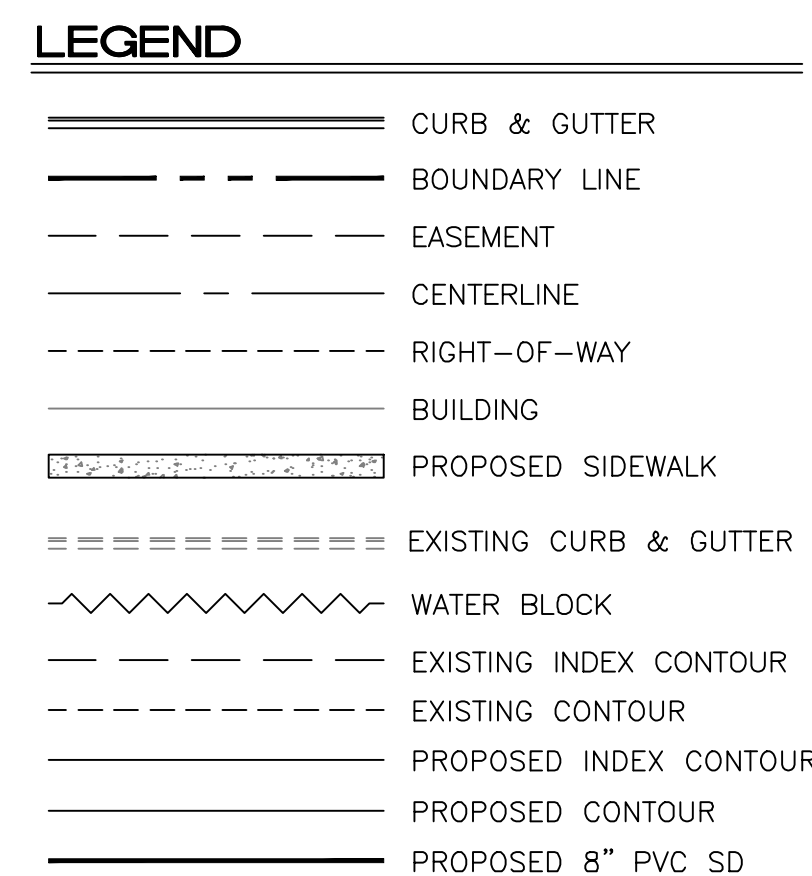 LEGEND
CURB & GUTTER
BOUNDARY LINE
EASEMENT
CENTERLINE
RIGHT-OF-WAY
BUILDING
PROPOSED SIDEWALK
EXISTING CURB & GUTTER
WATER BLOCK
EXISTING INDEX CONTOUR
EXISTING CONTOUR
PROPOSED INDEX CONTOUR
PROPOSED CONTOUR
PROPOSED 8" PVC SD